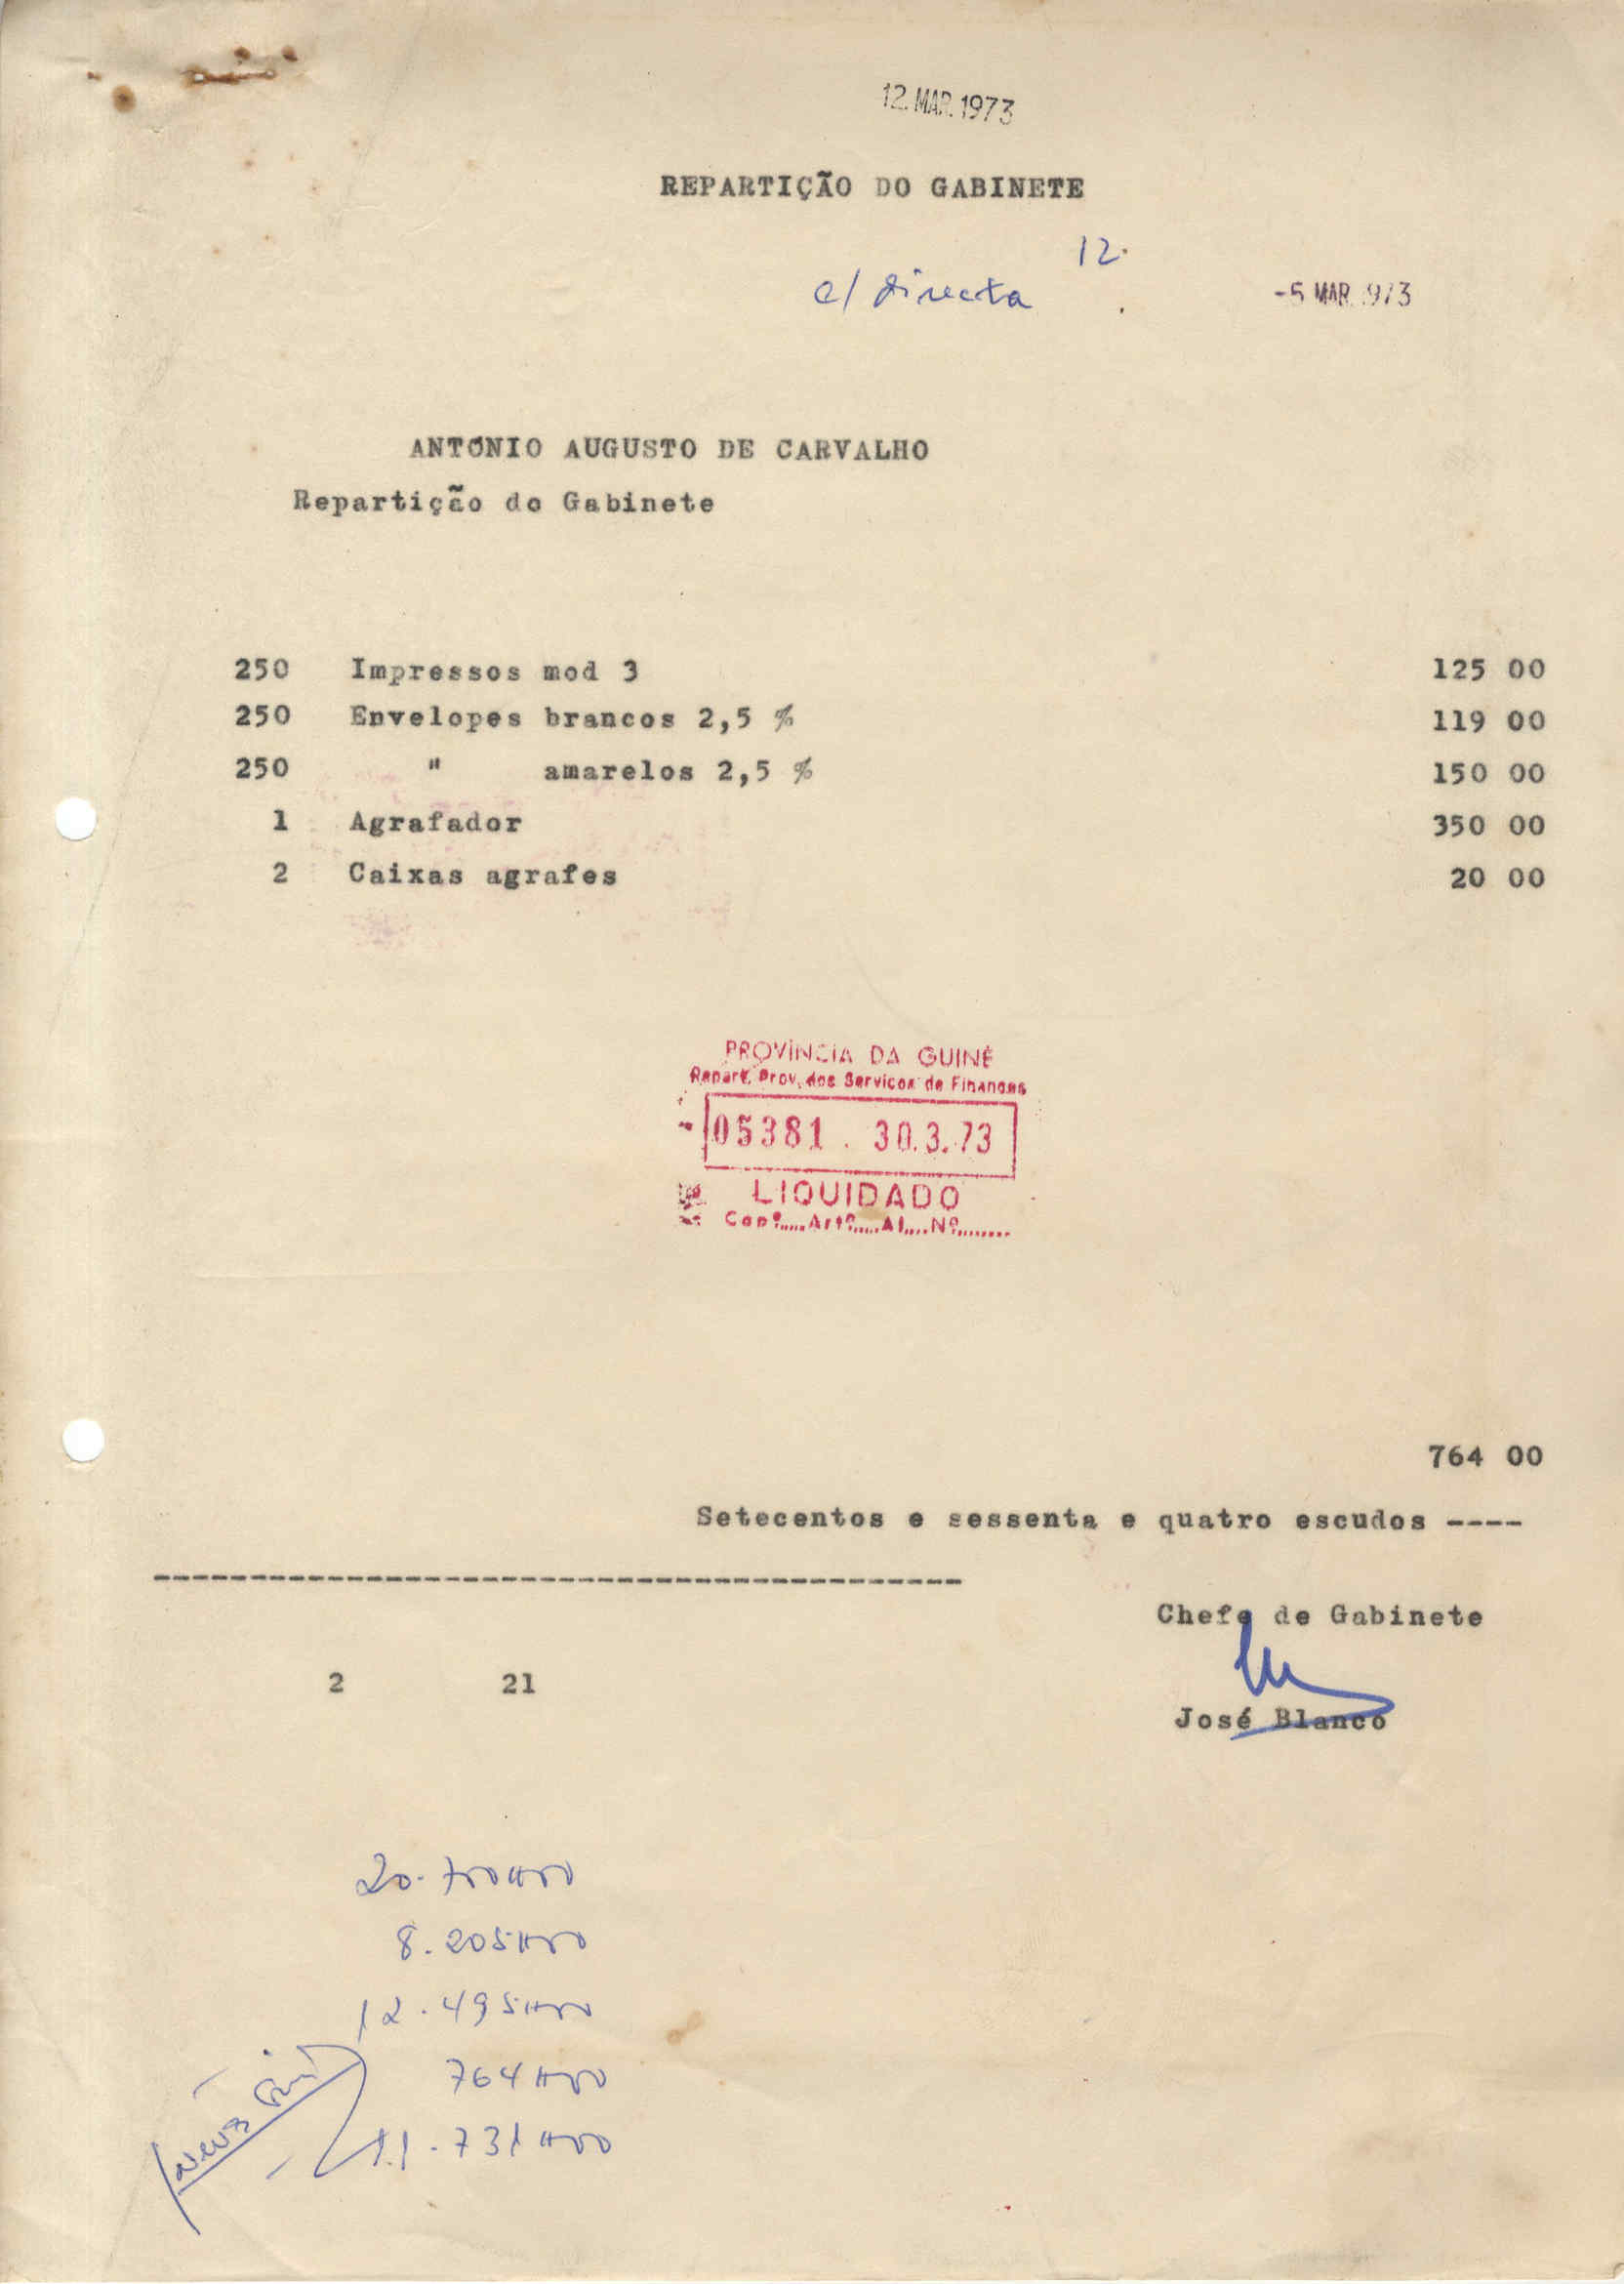 12. MAR. 1973
REPARTIÇÃO DO GABINETE
12.
c/ directa
-5 MAR. 1973
ANTÓNIO AUGUSTO DE CARVALHO
Repartição do Gabinete
250 Impressos mod 3 125 00
250 Envelopes brancos 2,5 % 119 00
250 " amarelos 2,5 % 150 00
1 Agrafador 350 00
2 Caixas agrafes 20 00
PROVÍNCIA DA GUINÉ
Repart. Prov. dos Serviços de Finanças
05381 . 30.3.73
LIQUIDADO
Capº..... Artº..... Al..... Nº........
764 00
Setecentos e sessenta e quatro escudos ----
------------------------------------------
Chefe de Gabinete
2 21
José Blanco
20.700$00
8.205$00
12.495$00
764$00
11.731$00